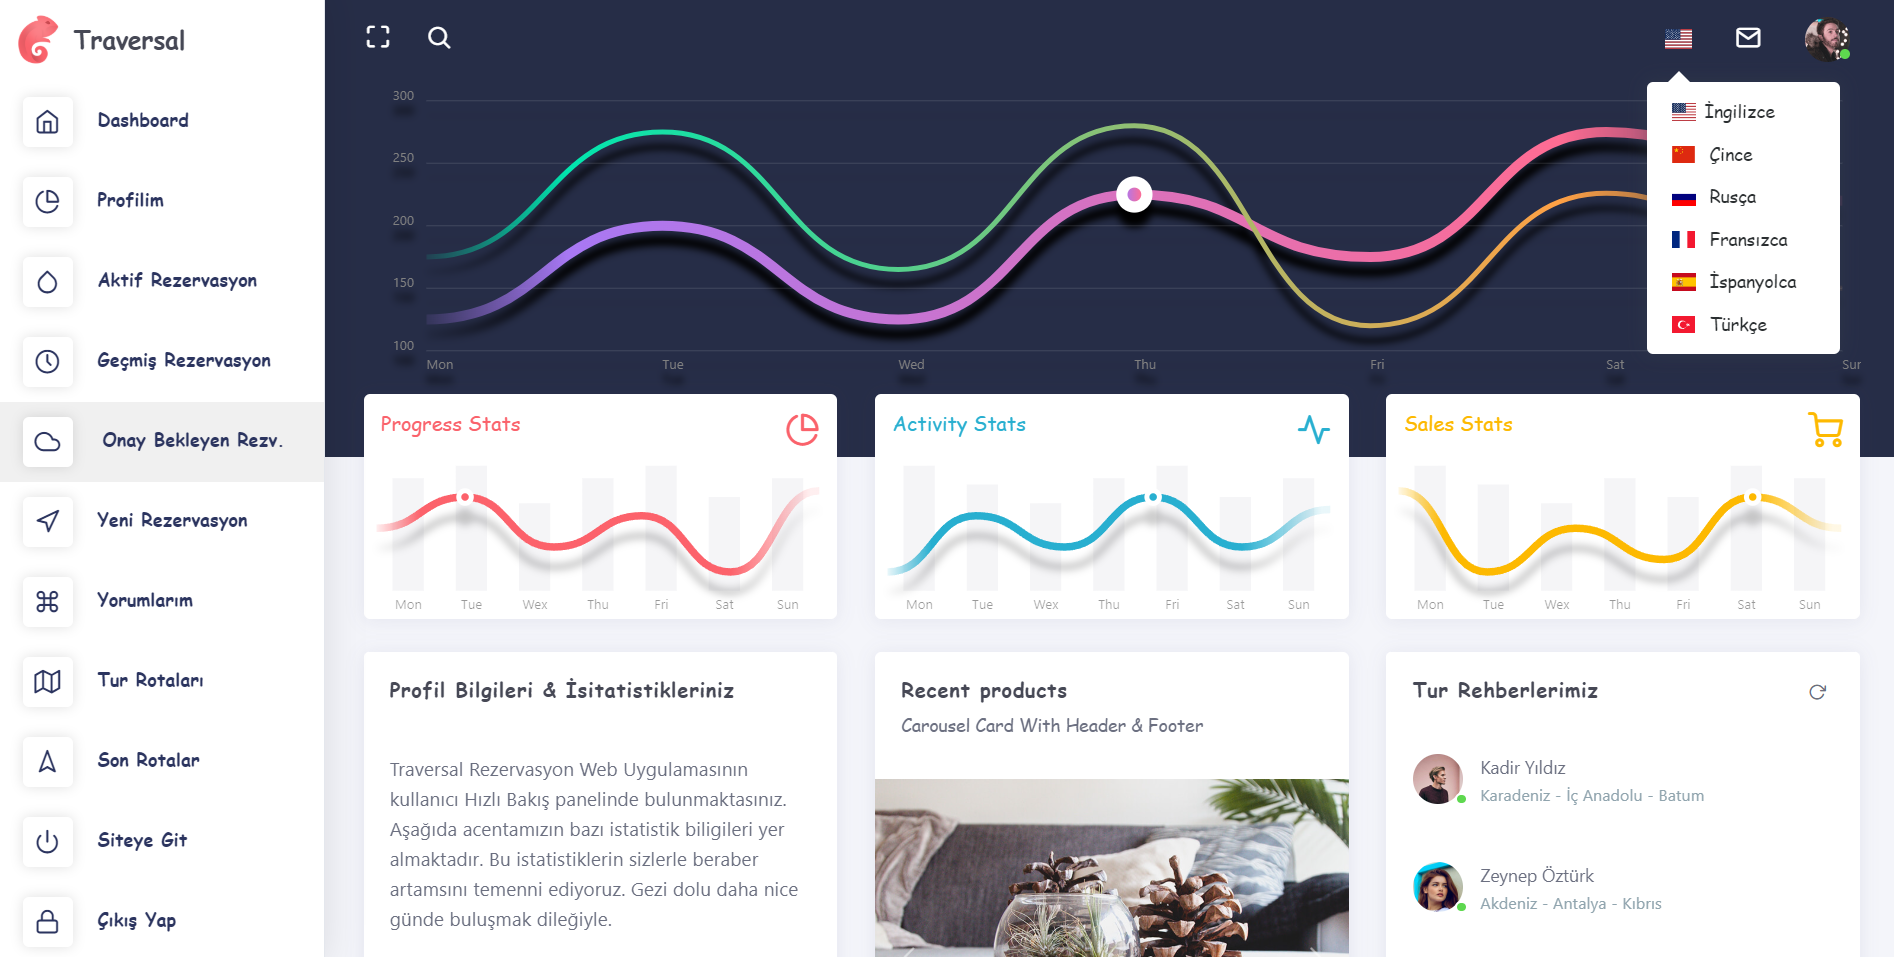 Traversal
Dashboard
Profilim
Aktif Rezervasyon
Geçmiş Rezervasyon
Onay Bekleyen Rezv.
Yeni Rezervasyon
Yorumlarım
Tur Rotaları
Son Rotalar
Siteye Git
Çıkış Yap
İngilizce
Çince
Rusça
Fransızca
İspanyolca
Türkçe
300
250
200
150
100
Mon Tue Wed Thu Fri Sat Sun
Progress Stats
Mon Tue Wex Thu Fri Sat Sun
Activity Stats
Mon Tue Wex Thu Fri Sat Sun
Sales Stats
Mon Tue Wex Thu Fri Sat Sun
Profil Bilgileri & İsitatistikleriniz
Traversal Rezervasyon Web Uygulamasının
kullanıcı Hızlı Bakış panelinde bulunmaktasınız.
Aşağıda acentamızın bazı istatistik biligileri yer
almaktadır. Bu istatistiklerin sizlerle beraber
artamsını temenni ediyoruz. Gezi dolu daha nice
günde buluşmak dileğiyle.
Recent products
Carousel Card With Header & Footer
Tur Rehberlerimiz
Kadir Yıldız
Karadeniz - İç Anadolu - Batum
Zeynep Öztürk
Akdeniz - Antalya - Kıbrıs